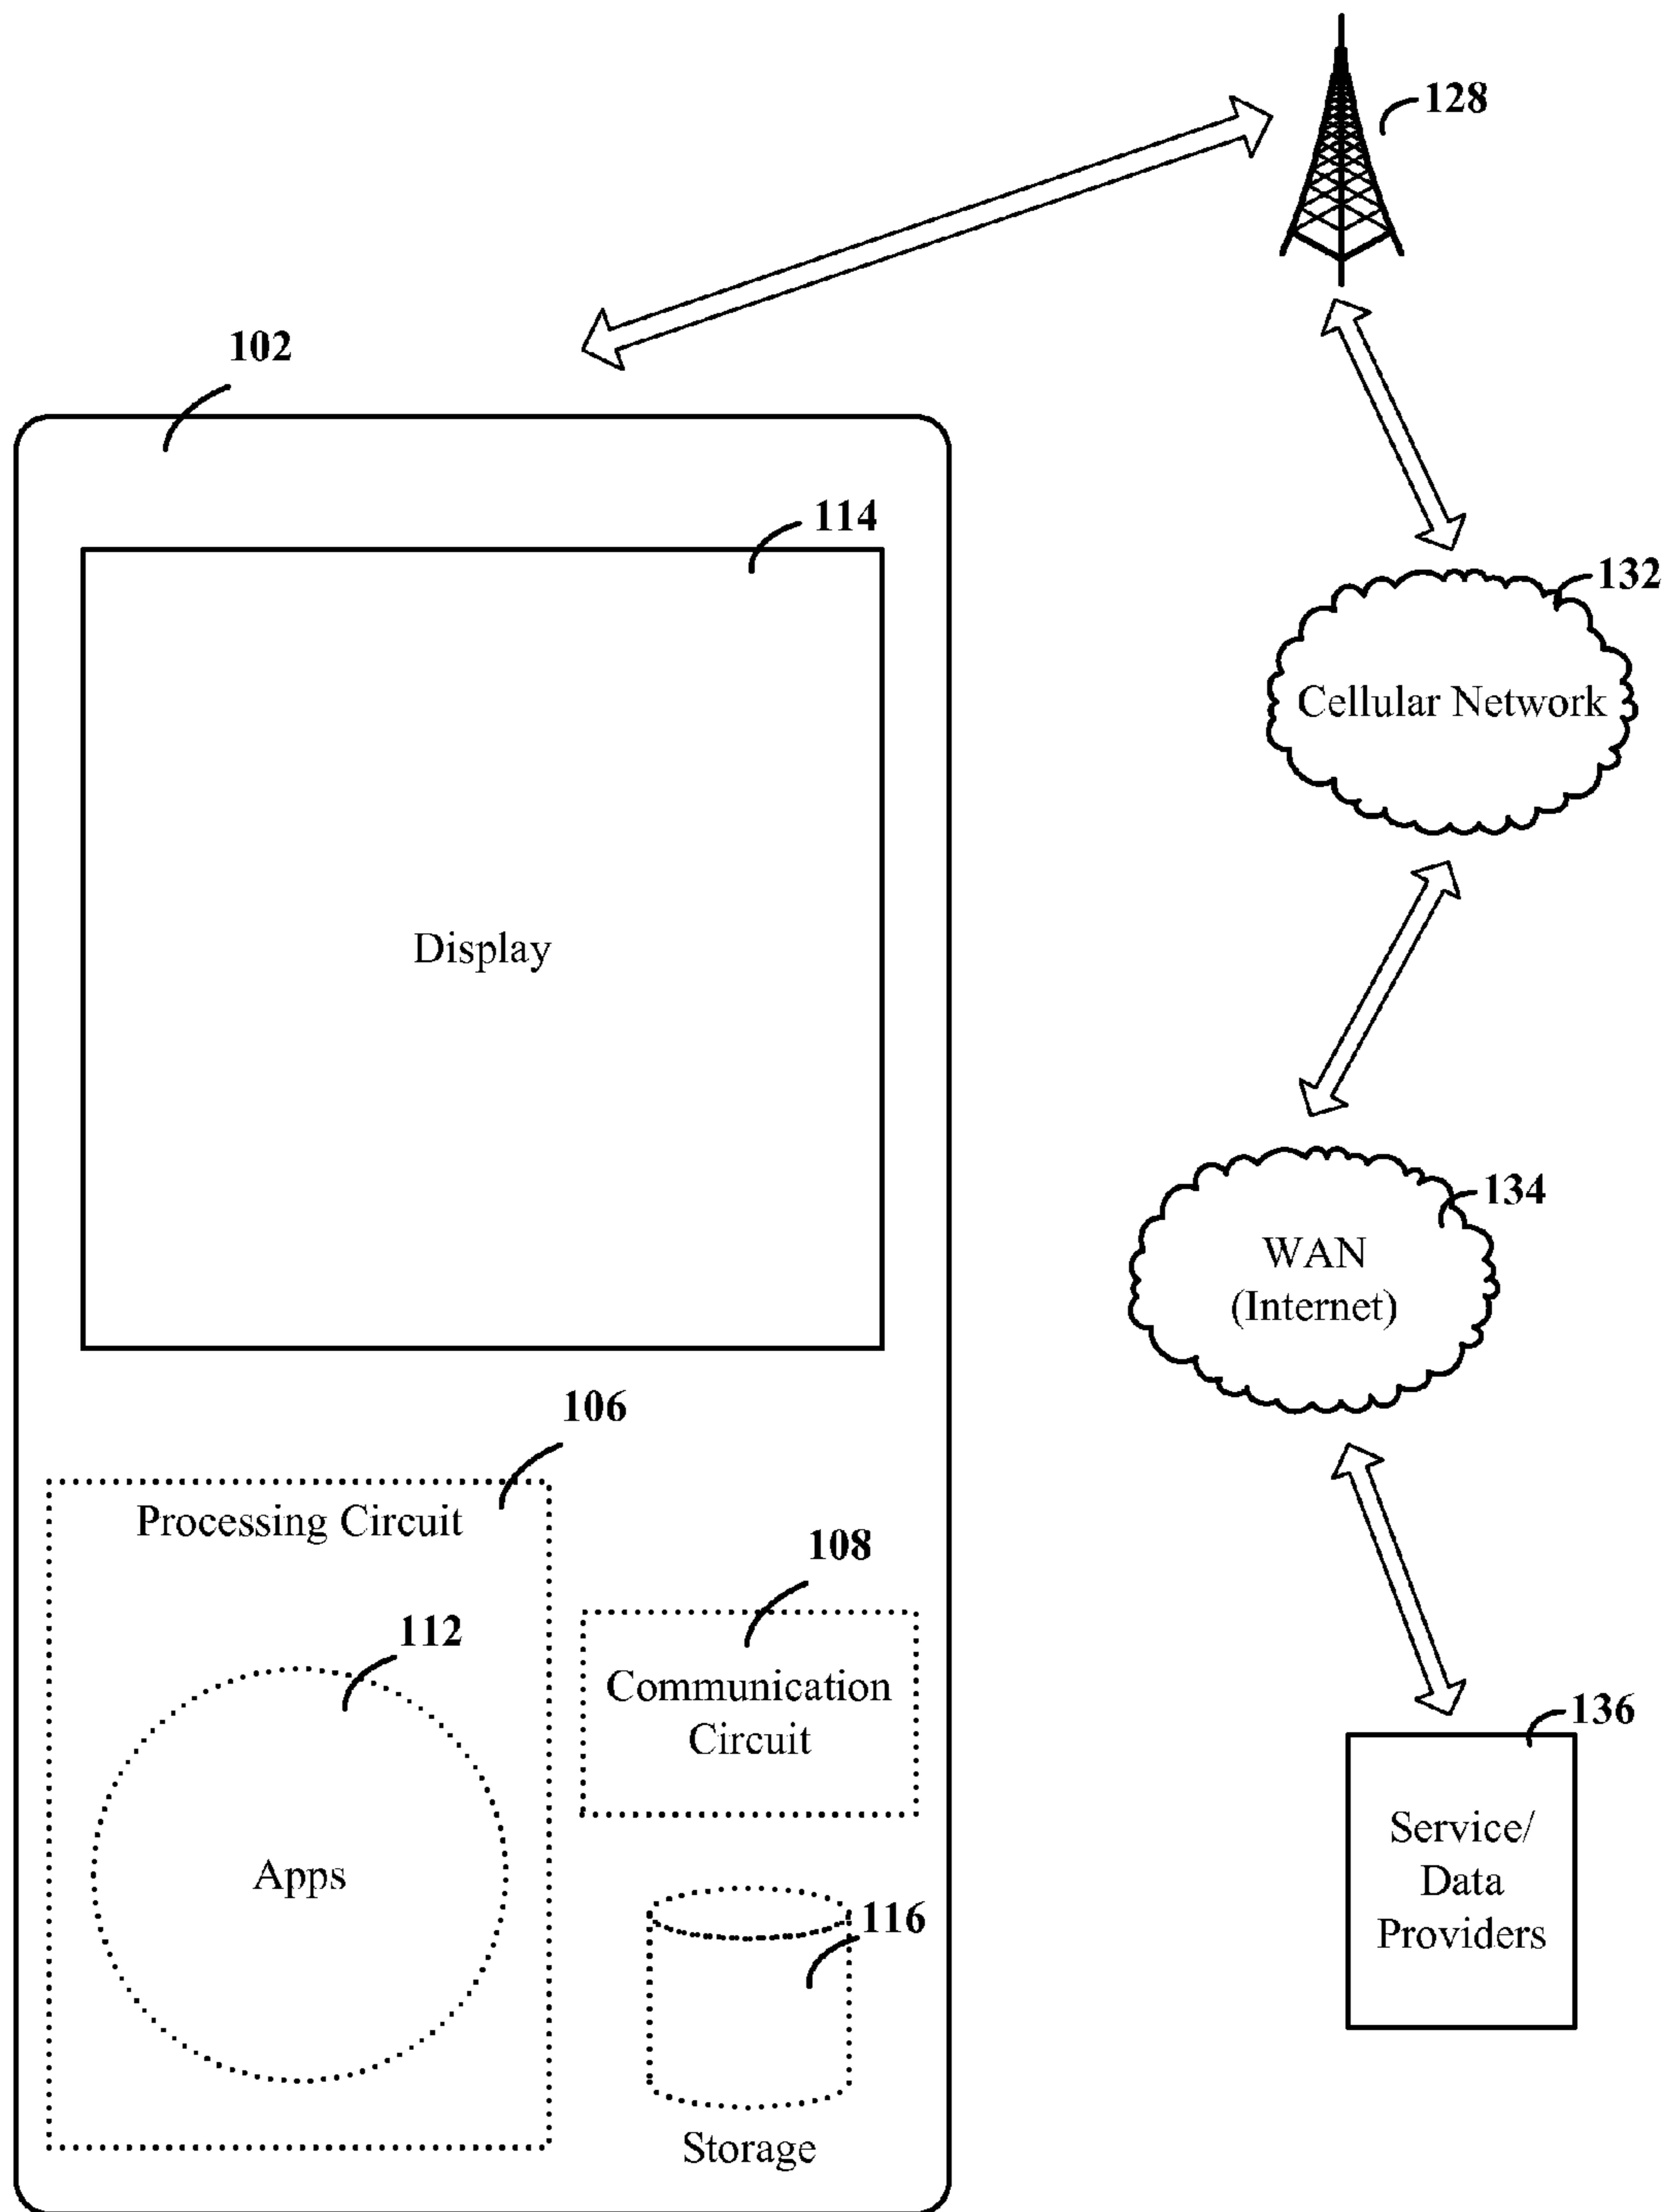 128
102
114
132
Cellular Network
Display
134
WAN
(Internet)
106
Processing Circuit
108
112
Communication
Circuit
136
Service/
Data
Providers
Apps
116
Storage